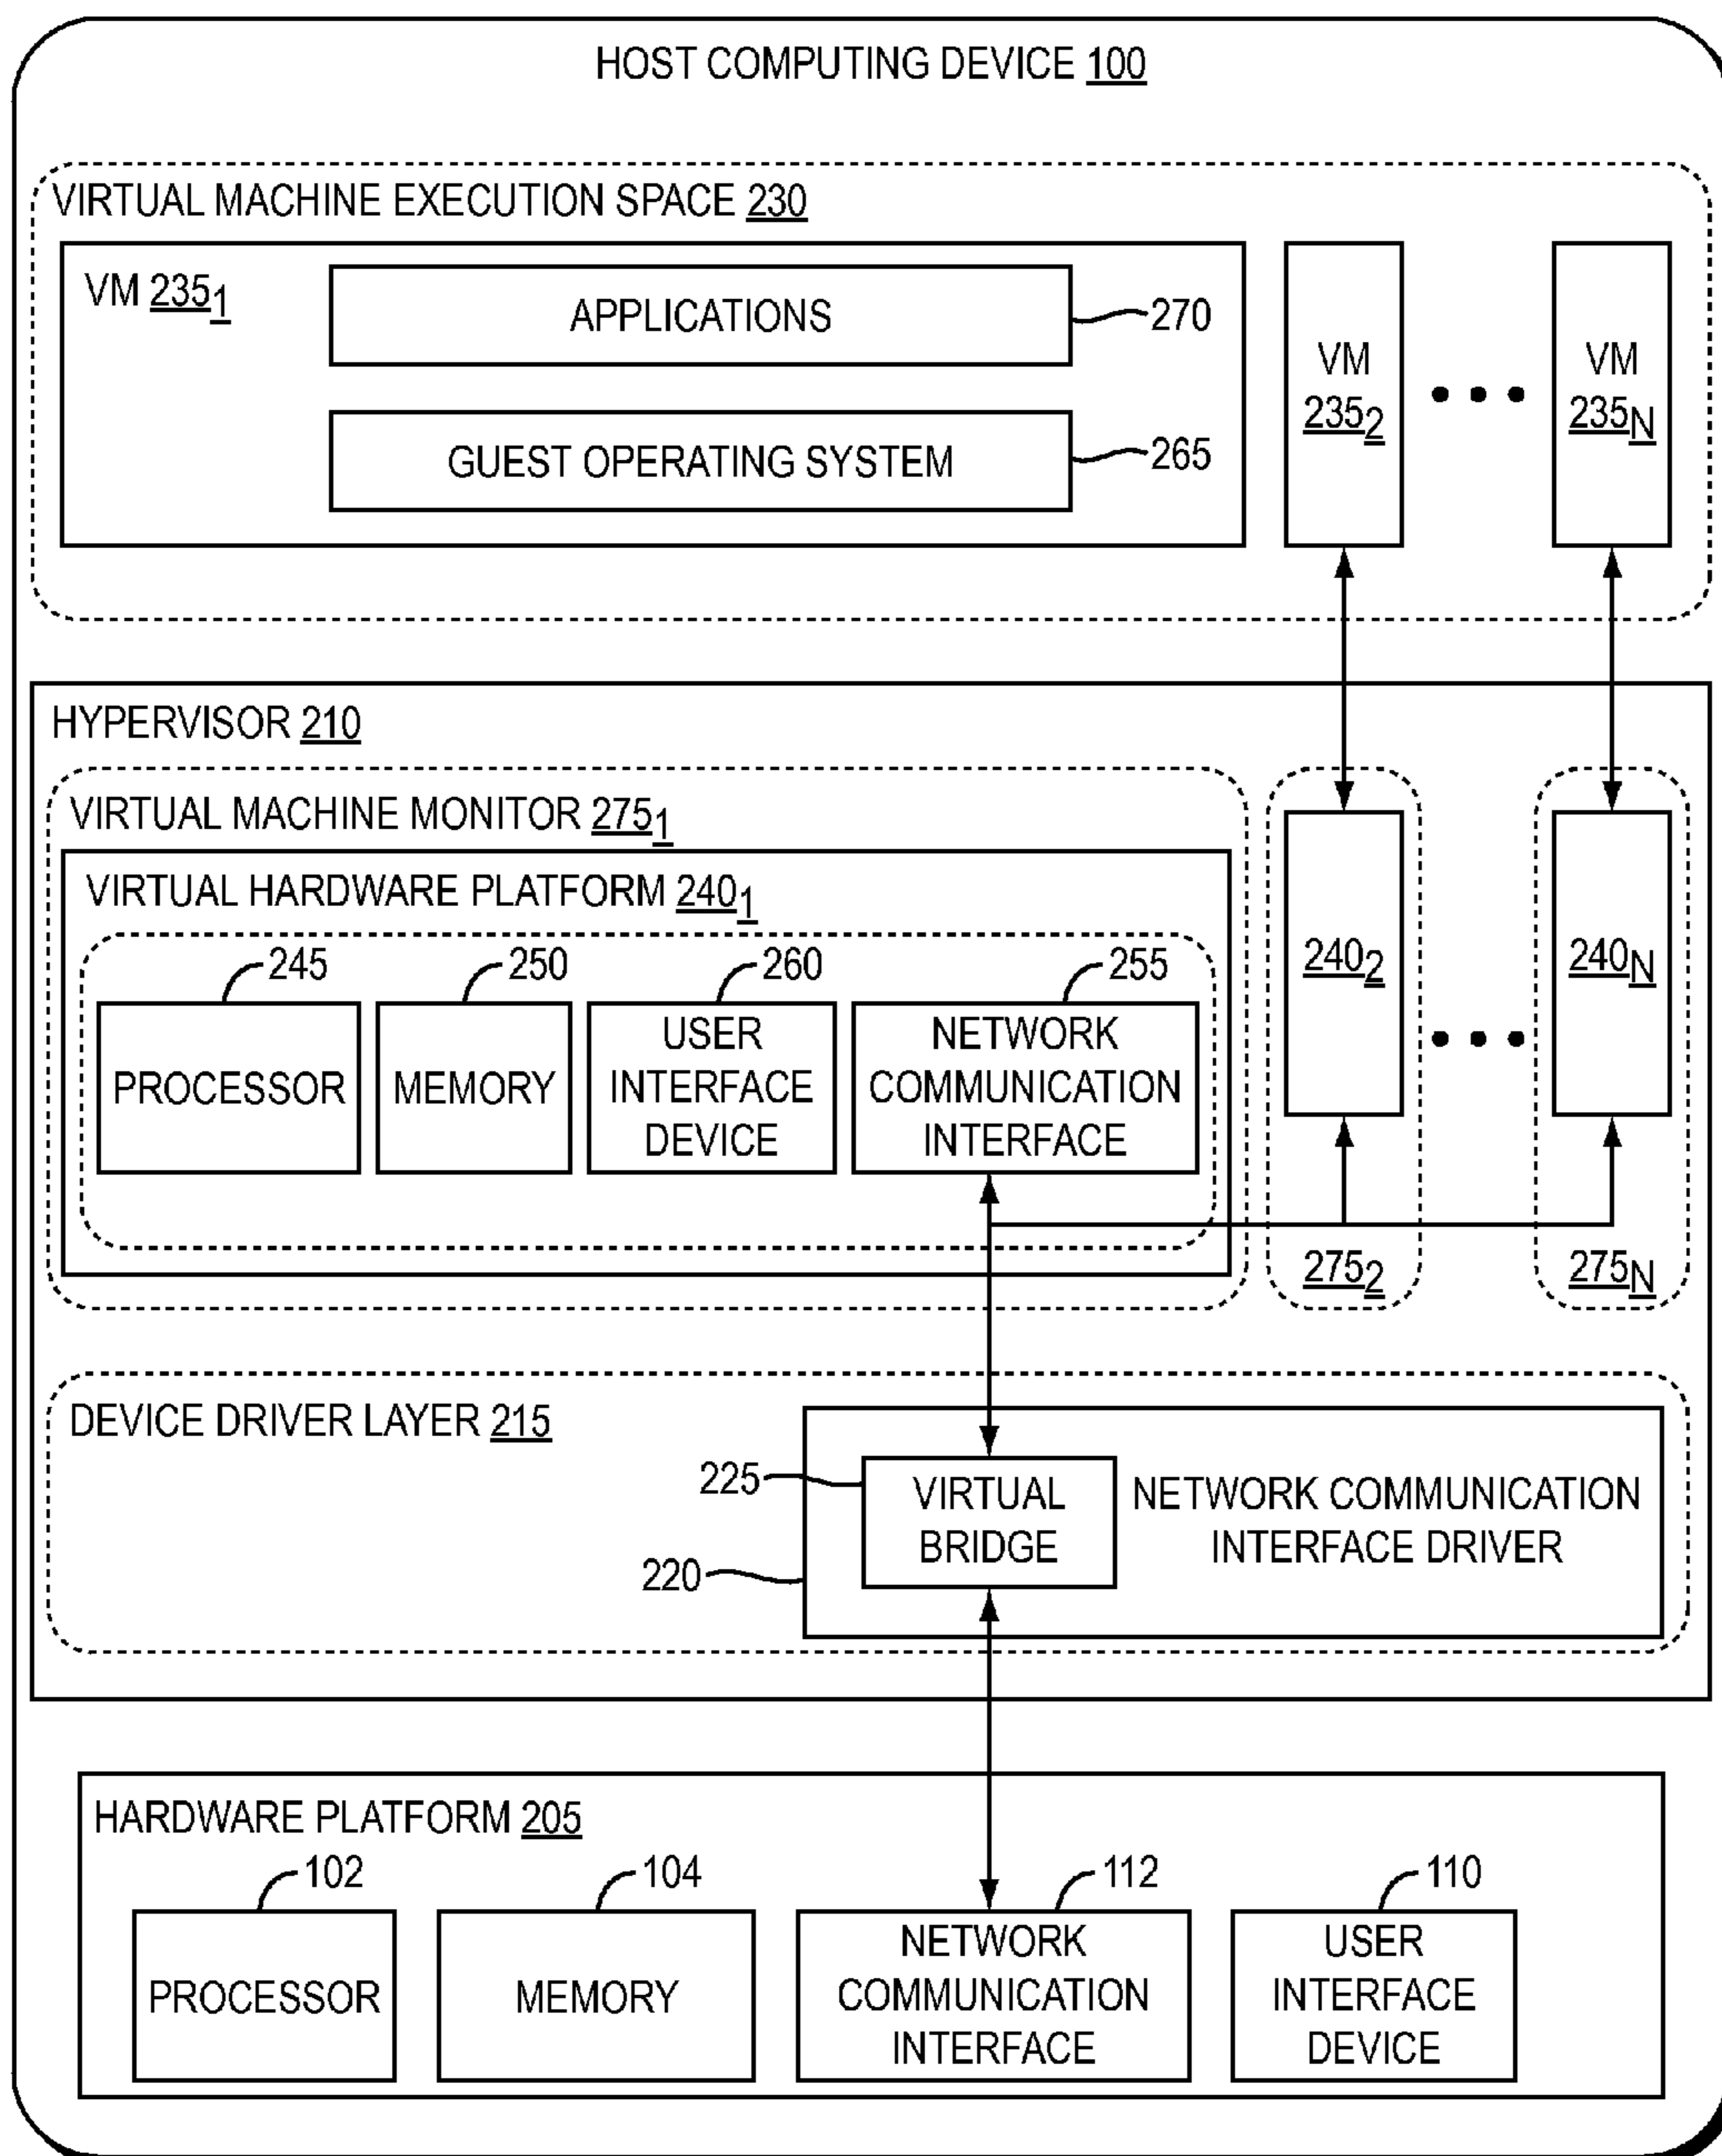 HOST COMPUTING DEVICE 100
VIRTUAL MACHINE EXECUTION SPACE 230
VM 235₁
APPLICATIONS
270
GUEST OPERATING SYSTEM
265
VM
235₂
VM
235N
HYPERVISOR 210
VIRTUAL MACHINE MONITOR 275₁
VIRTUAL HARDWARE PLATFORM 240₁
245
250
260
255
PROCESSOR
MEMORY
USER
INTERFACE
DEVICE
NETWORK
COMMUNICATION
INTERFACE
240₂
240N
275₂
275N
DEVICE DRIVER LAYER 215
225
VIRTUAL
BRIDGE
NETWORK COMMUNICATION
INTERFACE DRIVER
220
HARDWARE PLATFORM 205
102
104
112
110
PROCESSOR
MEMORY
NETWORK
COMMUNICATION
INTERFACE
USER
INTERFACE
DEVICE